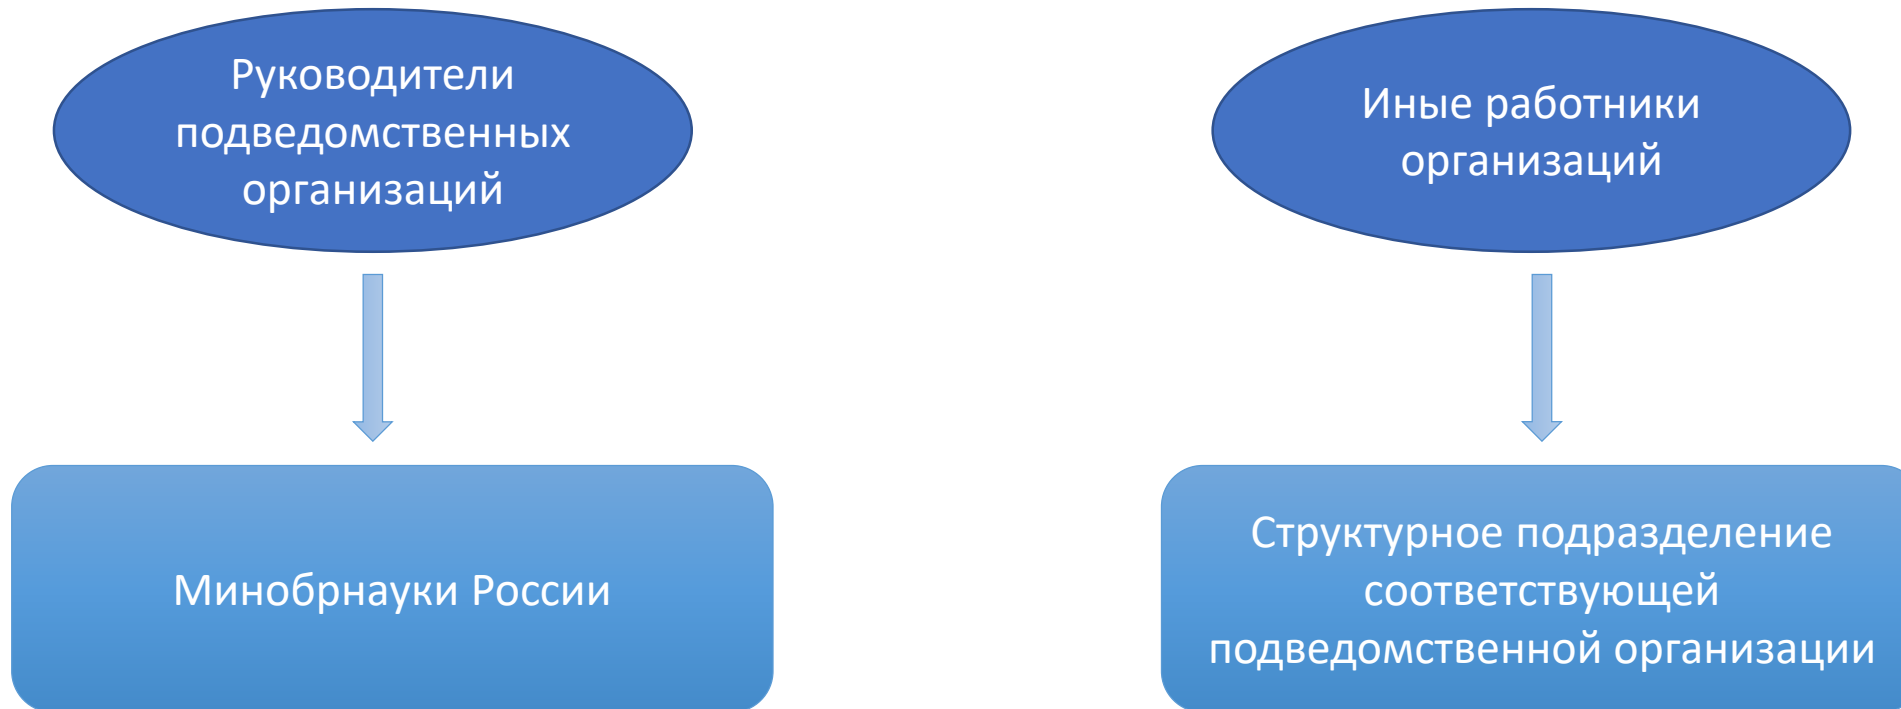 Руководители
подведомственных
организаций
Иные работники
организаций
Минобрнауки России
Структурное подразделение
соответствующей
подведомственной организации